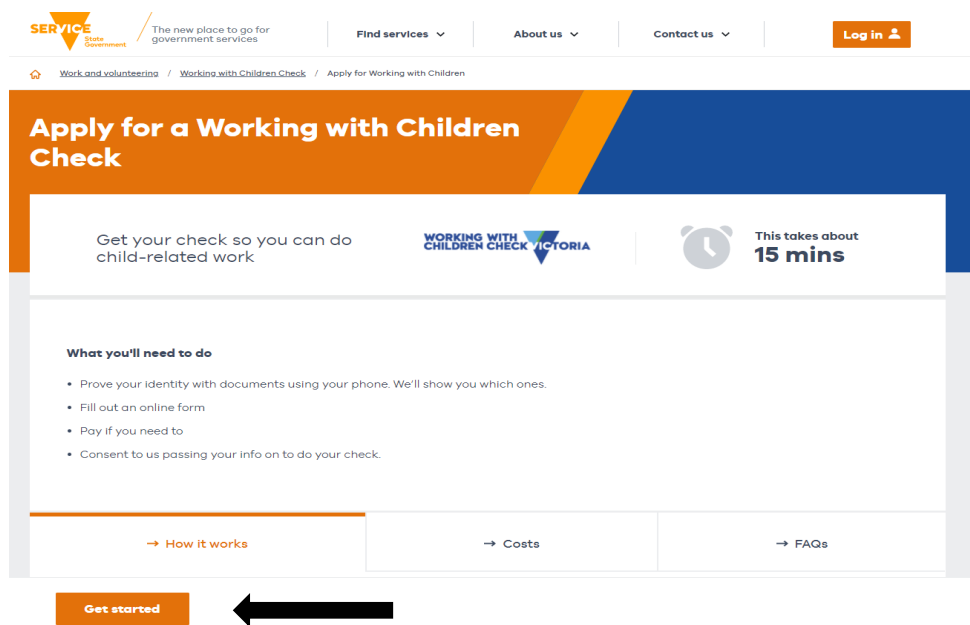 SERVICE
State
Government
The new place to go for
government services
Find services
About us
Contact us
Log in
Work and volunteering / Working with Children Check / Apply for Working with Children
Apply for a Working with Children
Check
Get your check so you can do
child-related work
WORKING WITH
CHILDREN CHECK VICTORIA
This takes about
15 mins
What you'll need to do
• Prove your identity with documents using your phone. We'll show you which ones.
• Fill out an online form
• Pay if you need to
• Consent to us passing your info on to do your check.
→ How it works
→ Costs
→ FAQs
Get started